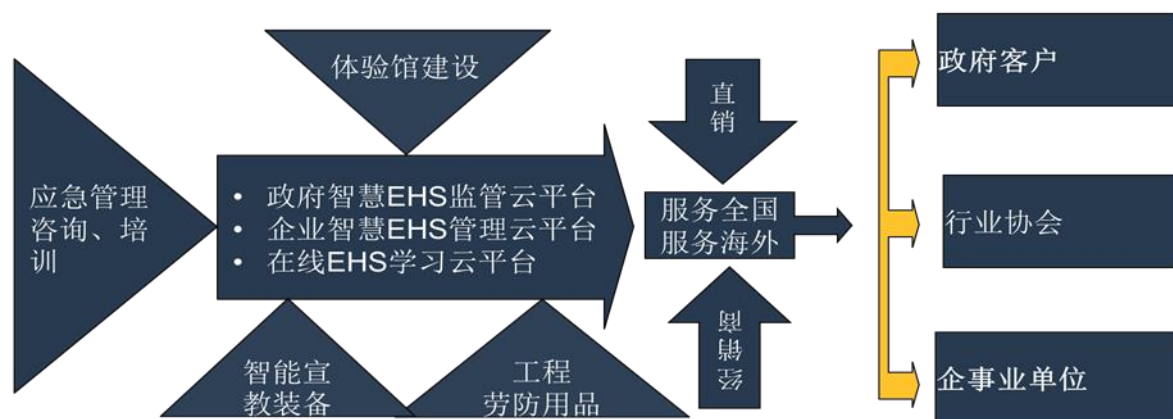 体验馆建设
应急管理
咨询、培
训
• 政府智慧EHS监管云平台
• 企业智慧EHS管理云平台
• 在线EHS学习云平台
智能宣
教装备
工程
劳防用品
直
销
服务全国
服务海外
经销商
政府客户
行业协会
企事业单位